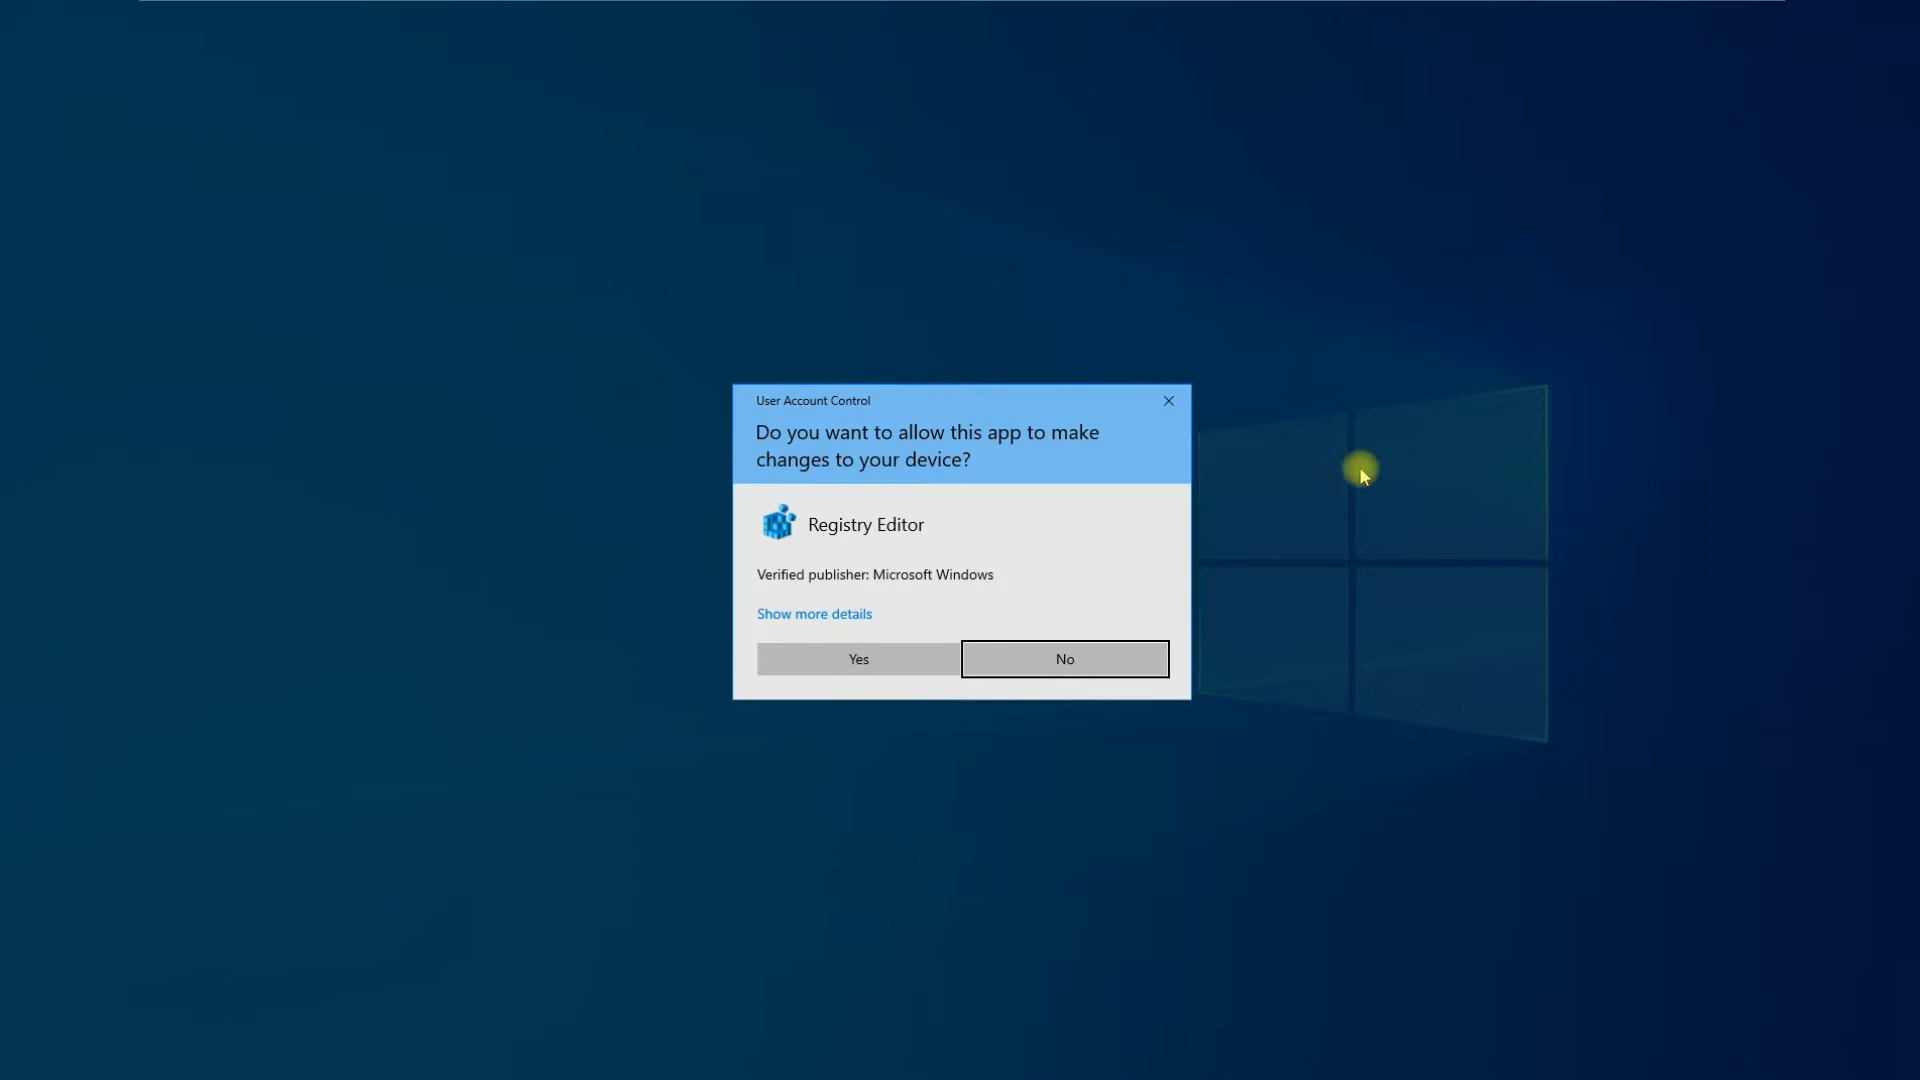 User Account Control
Do you want to allow this app to make
changes to your device?
Registry Editor
Verified publisher: Microsoft Windows
Show more details
Yes
No